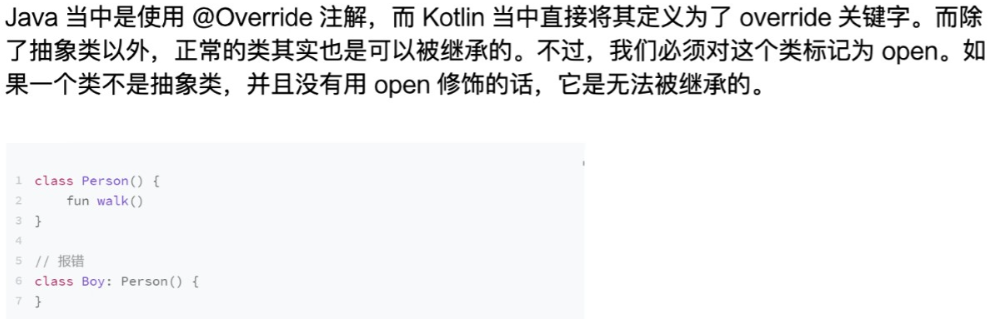 Java 当中是使用 @Override 注解，而 Kotlin 当中直接将其定义为了 override 关键字。而除
了抽象类以外，正常的类其实也是可以被继承的。不过，我们必须对这个类标记为 open。如
果一个类不是抽象类，并且没有用 open 修饰的话，它是无法被继承的。
1 class Person() {
2     fun walk()
3 }
4
5 // 报错
6 class Boy: Person() {
7 }